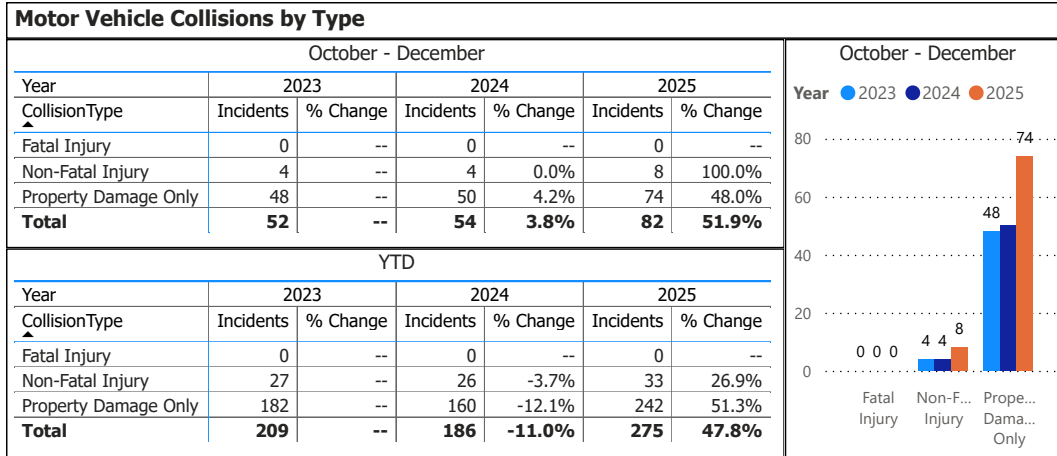 Motor Vehicle Collisions by Type
October - December
Year 2023 2024 2025
CollisionType Incidents % Change Incidents % Change Incidents % Change
Fatal Injury 0 -- 0 -- 0 --
Non-Fatal Injury 4 -- 4 0.0% 8 100.0%
Property Damage Only 48 -- 50 4.2% 74 48.0%
Total 52 -- 54 3.8% 82 51.9%
YTD
Year 2023 2024 2025
CollisionType Incidents % Change Incidents % Change Incidents % Change
Fatal Injury 0 -- 0 -- 0 --
Non-Fatal Injury 27 -- 26 -3.7% 33 26.9%
Property Damage Only 182 -- 160 -12.1% 242 51.3%
Total 209 -- 186 -11.0% 275 47.8%
October - December
Year 2023 2024 2025
80
74
60
48
40
20
4 4 8
0 0 0
0
Fatal Non-F... Prope...
Injury Injury Dama...
Only